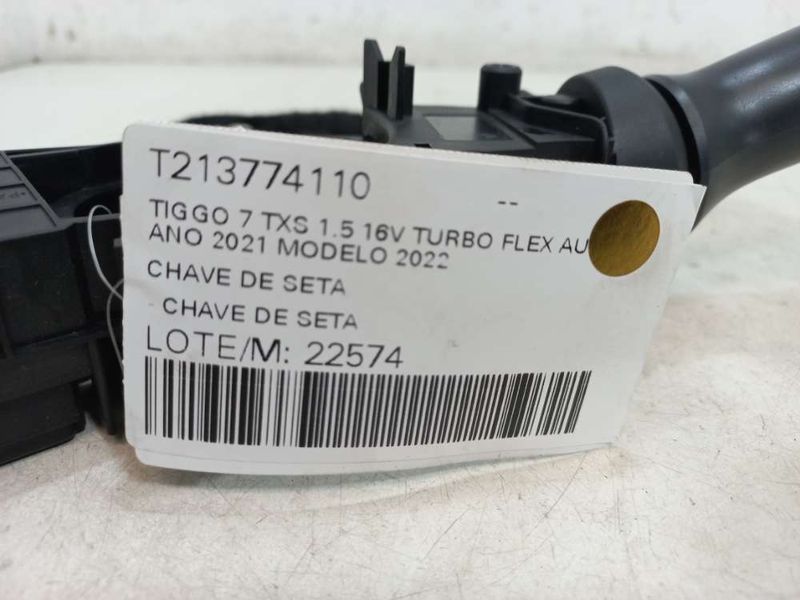 T213774110
--
TIGGO 7 TXS 1.5 16V TURBO FLEX AU
ANO 2021 MODELO 2022
CHAVE DE SETA
- CHAVE DE SETA
LOTE/M: 22574